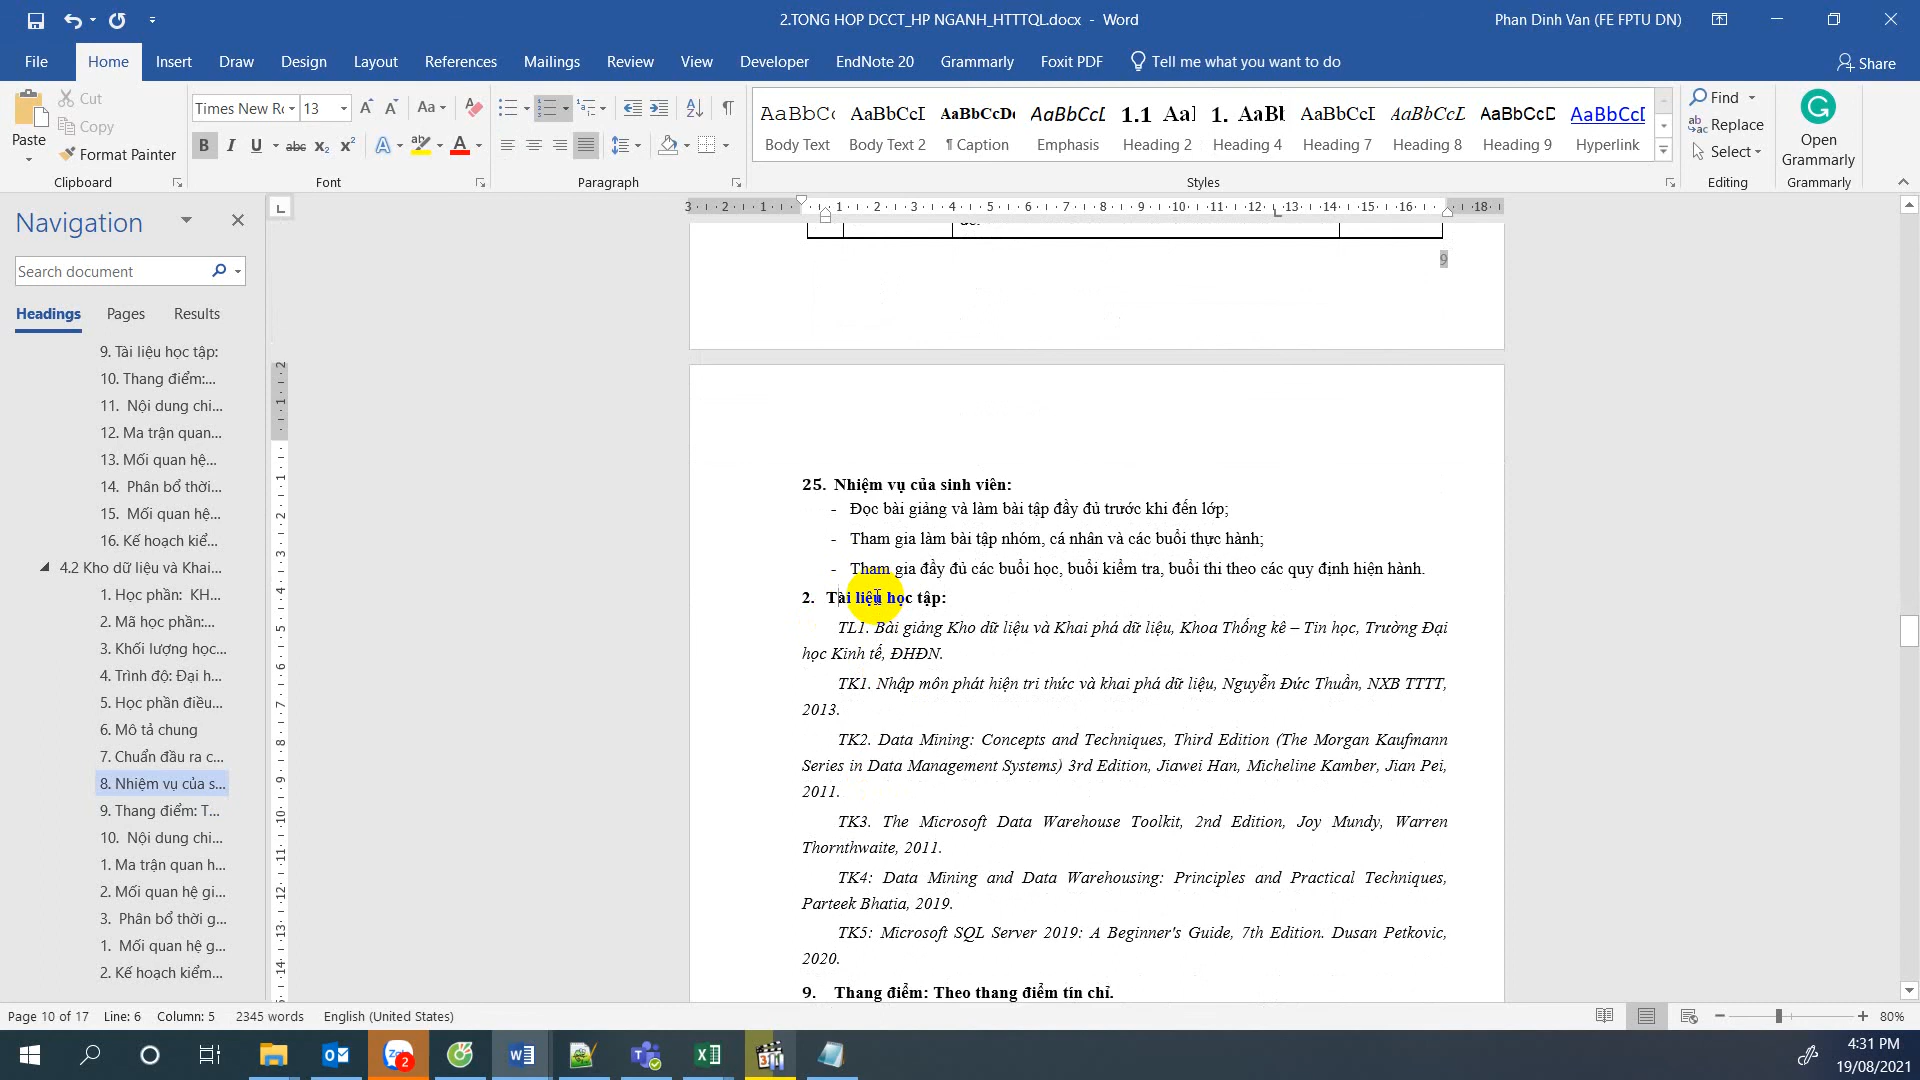 2.TONG HOP DCCT_HP NGANH_HTTTQL.docx - Word
Phan Dinh Van (FE FPTU DN)
File Home Insert Draw Design Layout References Mailings Review View Developer EndNote 20 Grammarly Foxit PDF Tell me what you want to do Share
Paste Cut Copy Format Painter
Times New Ro 13
AaBbCc AaBbCcI AaBbCcDc AaBbCcL 1.1 AaI 1. AaBl AaBbCcI AaBbCcL AaBbCcD AaBbCcL
Body Text Body Text 2 ¶ Caption Emphasis Heading 2 Heading 4 Heading 7 Heading 8 Heading 9 Hyperlink
Find
Replace
Select
Open
Grammarly
Clipboard Font Paragraph Styles Editing Grammarly
Navigation
Search document
Headings Pages Results
9. Tài liệu học tập:
10. Thang điểm:...
11. Nội dung chi...
12. Ma trận quan...
13. Mối quan hệ...
14. Phân bổ thời...
15. Mối quan hệ...
16. Kế hoạch kiể...
4.2 Kho dữ liệu và Khai...
1. Học phần: KH...
2. Mã học phần:...
3. Khối lượng học...
4. Trình độ: Đại h...
5. Học phần điều...
6. Mô tả chung
7. Chuẩn đầu ra c...
8. Nhiệm vụ của s...
9. Thang điểm: T...
10. Nội dung chi...
1. Ma trận quan h...
2. Mối quan hệ gi...
3. Phân bổ thời g...
1. Mối quan hệ g...
2. Kế hoạch kiểm...
9
25. Nhiệm vụ của sinh viên:
- Đọc bài giảng và làm bài tập đầy đủ trước khi đến lớp;
- Tham gia làm bài tập nhóm, cá nhân và các buổi thực hành;
- Tham gia đầy đủ các buổi học, buổi kiểm tra, buổi thi theo các quy định hiện hành.
2. Tài liệu học tập:
TL1. Bài giảng Kho dữ liệu và Khai phá dữ liệu, Khoa Thống kê – Tin học, Trường Đại
học Kinh tế, ĐHĐN.
TK1. Nhập môn phát hiện tri thức và khai phá dữ liệu, Nguyễn Đức Thuần, NXB TTTT,
2013.
TK2. Data Mining: Concepts and Techniques, Third Edition (The Morgan Kaufmann
Series in Data Management Systems) 3rd Edition, Jiawei Han, Micheline Kamber, Jian Pei,
2011.
TK3. The Microsoft Data Warehouse Toolkit, 2nd Edition, Joy Mundy, Warren
Thornthwaite, 2011.
TK4: Data Mining and Data Warehousing: Principles and Practical Techniques,
Parteek Bhatia, 2019.
TK5: Microsoft SQL Server 2019: A Beginner's Guide, 7th Edition. Dusan Petkovic,
2020.
9. Thang điểm: Theo thang điểm tín chỉ.
Page 10 of 17 Line: 6 Column: 5 2345 words English (United States) 80%
4:31 PM
19/08/2021